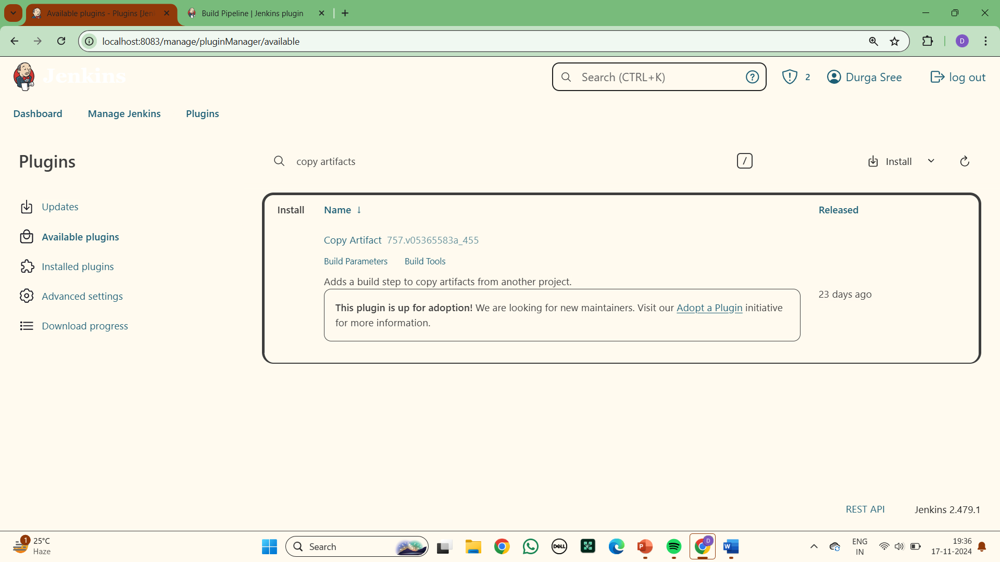 Available plugins - Plugins [Jen
Build Pipeline | Jenkins plugin
localhost:8083/manage/pluginManager/available
D
Jenkins
Search (CTRL+K)
?
2
Durga Sree
log out
Dashboard
Manage Jenkins
Plugins
Plugins
copy artifacts
/
Install
Updates
Available plugins
Installed plugins
Advanced settings
Download progress
Install
Name ↓
Released
Copy Artifact 757.v05365583a_455
Build Parameters
Build Tools
Adds a build step to copy artifacts from another project.
This plugin is up for adoption! We are looking for new maintainers. Visit our Adopt a Plugin initiative
for more information.
23 days ago
REST API
Jenkins 2.479.1
1
25°C
Haze
Search
DELL
P
D
W
ENG
IN
19:36
17-11-2024